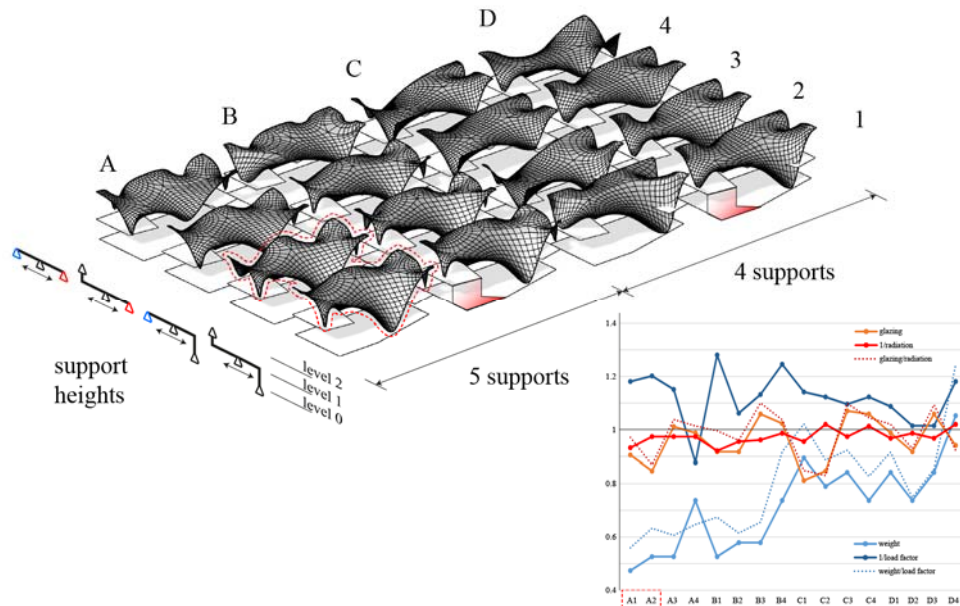 D
4
C
3
B
2
A
1
4 supports
5 supports
support
heights
level 2
level 1
level 0
1.4
1.2
1
0.8
0.6
0.4
glazing
1/radiation
glazing/radiation
weight
1/load factor
weight/load factor
A1 A2 A3 A4 B1 B2 B3 B4 C1 C2 C3 C4 D1 D2 D3 D4